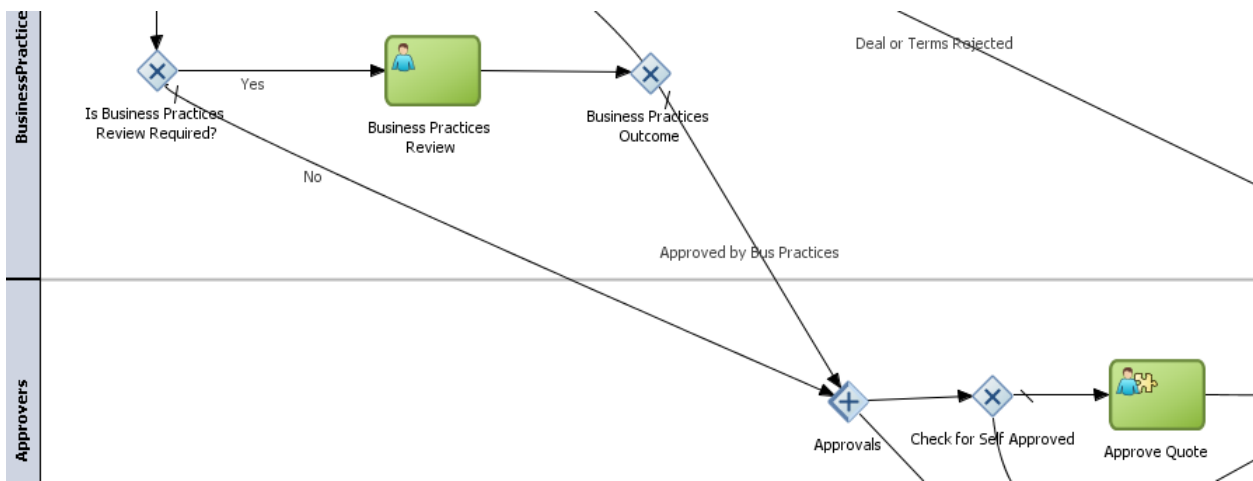 BusinessPractice
Deal or Terms Rejected
Yes
Is Business Practices
Review Required?
Business Practices
Review
Business Practices
Outcome
No
Approved by Bus Practices
Approvers
Approvals
Check for Self Approved
Approve Quote